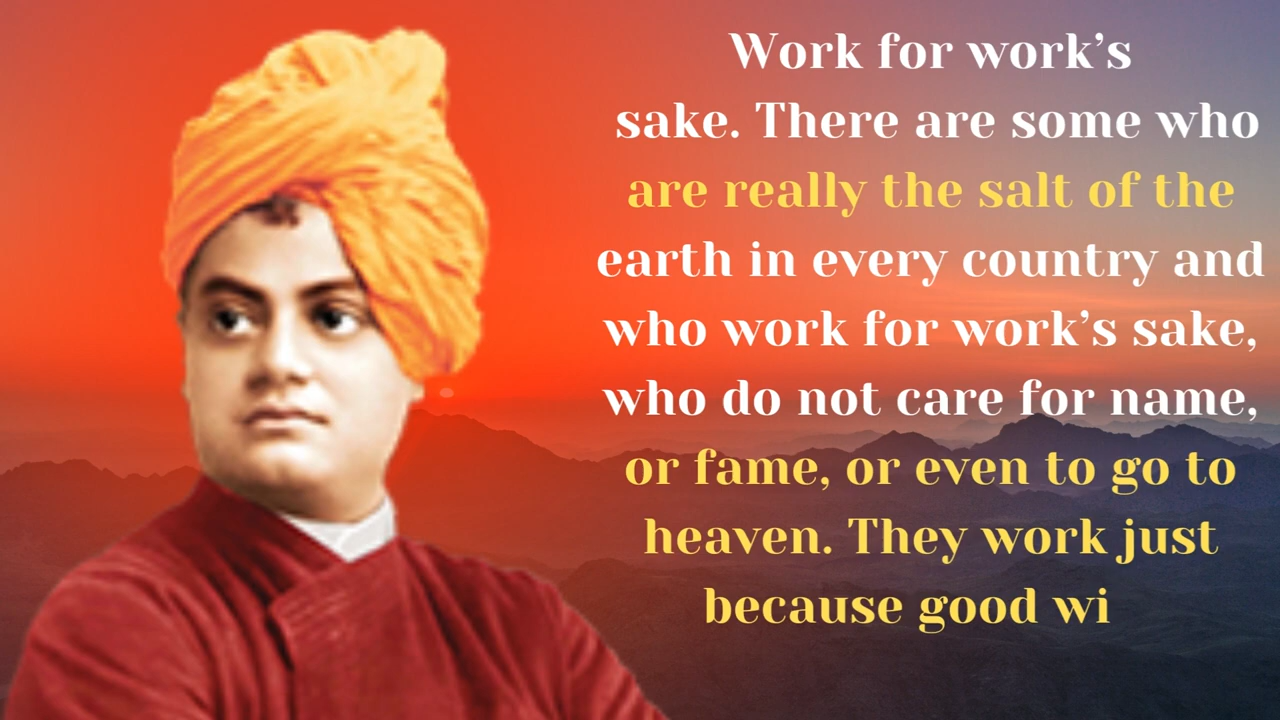 Work for work’s
sake. There are some who
are really the salt of the
earth in every country and
who work for work’s sake,
who do not care for name,
or fame, or even to go to
heaven. They work just
because good wi